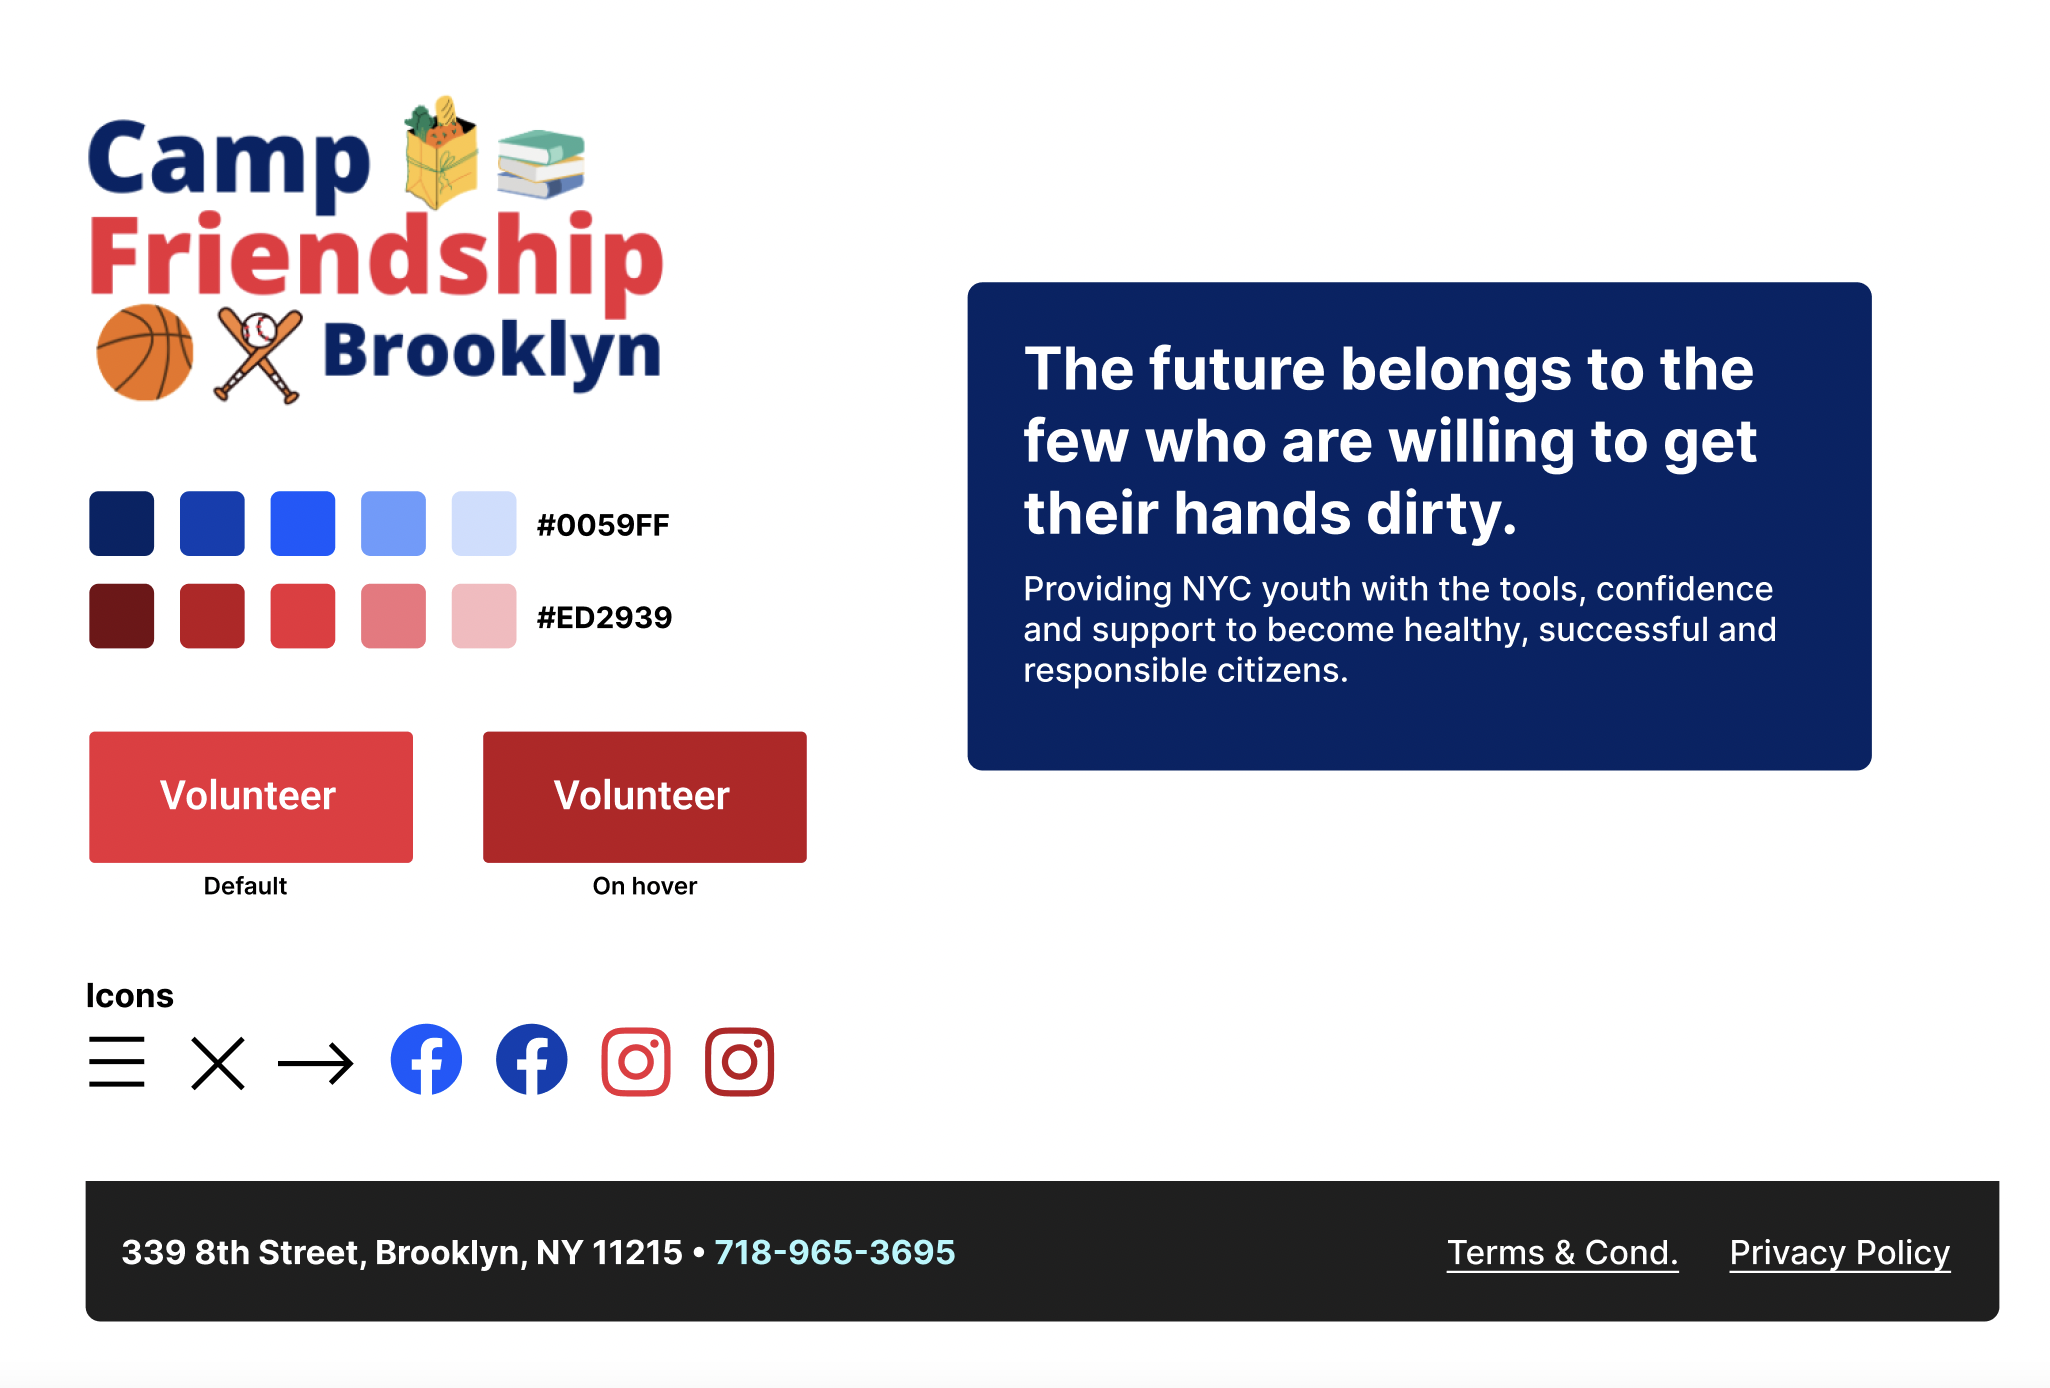 Camp
Friendship
Brooklyn
#0059FF
#ED2939
Volunteer
Default
Volunteer
On hover
Icons
The future belongs to the
few who are willing to get
their hands dirty.
Providing NYC youth with the tools, confidence
and support to become healthy, successful and
responsible citizens.
339 8th Street, Brooklyn, NY 11215 • 718-965-3695
Terms & Cond.
Privacy Policy